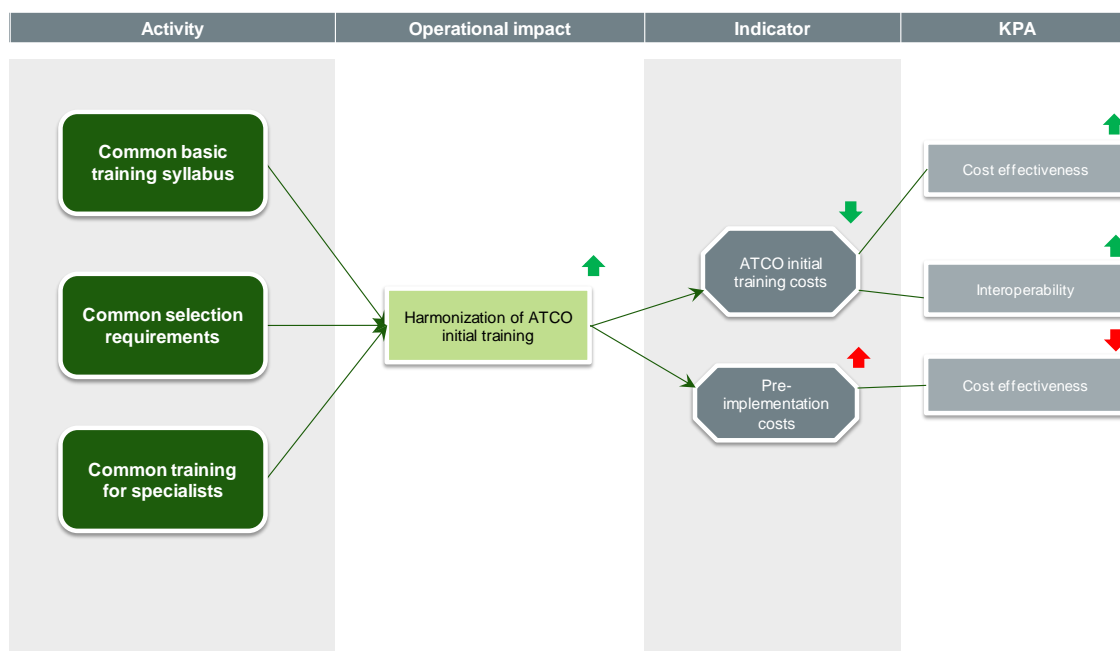 Activity
Operational impact
Indicator
KPA
Common basic
training syllabus
Common selection
requirements
Common training
for specialists
Harmonization of ATCO
initial training
ATCO initial
training costs
Pre-
implementation
costs
Cost effectiveness
Interoperability
Cost effectiveness